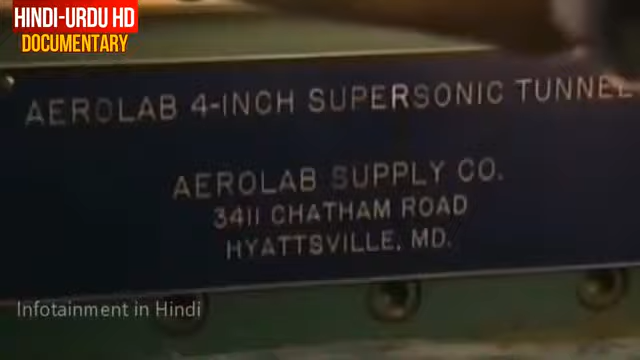 HINDI-URDU HD
DOCUMENTARY
AEROLAB 4-INCH SUPERSONIC TUNNEL
AEROLAB SUPPLY CO.
3411 CHATHAM ROAD
HYATTSVILLE, MD.
Infotainment in Hindi